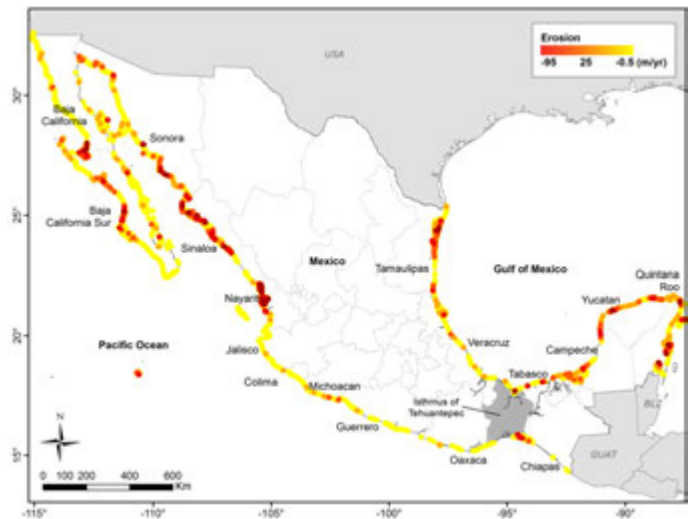 Erosion
-95 25 -0.5 (m/yr)
USA
30°
25°
20°
15°
Baja
California
Sonora
Baja
California Sur
Sinaloa
Mexico
Tamaulipas
Gulf of Mexico
Quintana
Roo
Yucatan
Nayarit
Campeche
Veracruz
Pacific Ocean
Jalisco
Tabasco
Colima
Michoacan
Isthmus of
Tehuantepec
BLZ
Guerrero
N
GUAT
Oaxaca
Chiapas
0 100 200 400 600
Km
-115 -110 -105 -100 -95 -90